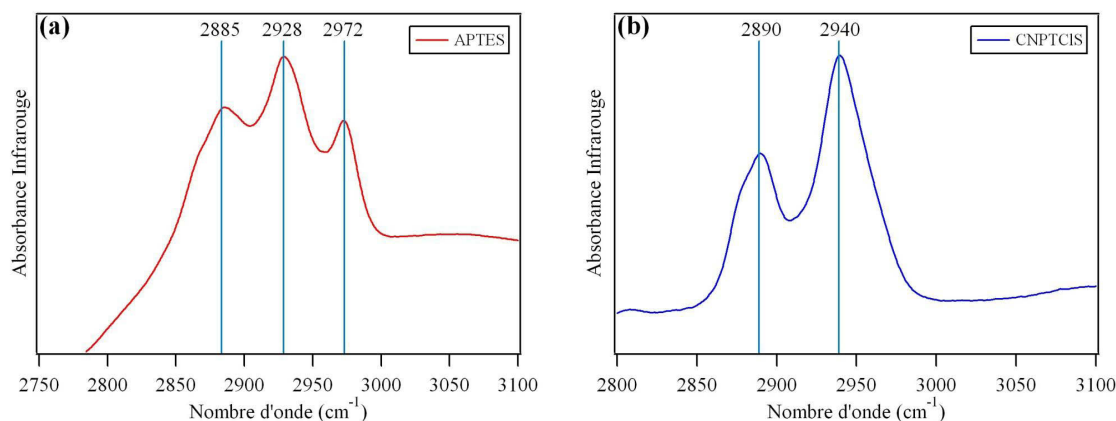 (a)
2885 2928 2972
APTES
Absorbance Infrarouge
2750 2800 2850 2900 2950 3000 3050 3100
Nombre d'onde (cm-1)
(b)
2890 2940
CNPTClS
Absorbance Infrarouge
2800 2850 2900 2950 3000 3050 3100
Nombre d'onde (cm-1)